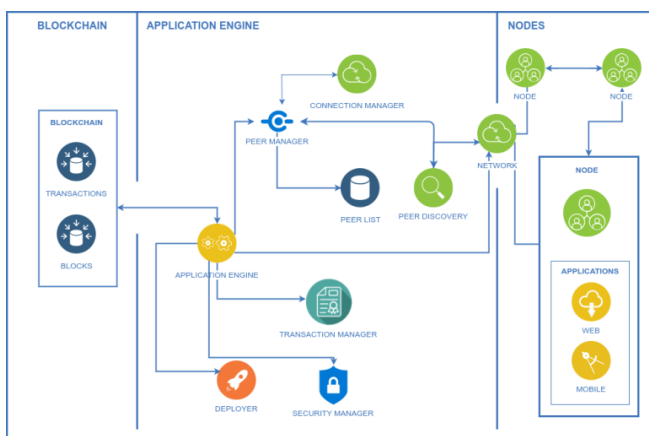 BLOCKCHAIN
APPLICATION ENGINE
NODES
CONNECTION MANAGER
NODE
NODE
BLOCKCHAIN
PEER MANAGER
NETWORK
NODE
TRANSACTIONS
PEER LIST
PEER DISCOVERY
BLOCKS
APPLICATION ENGINE
APPLICATIONS
WEB
TRANSACTION MANAGER
MOBILE
DEPLOYER
SECURITY MANAGER